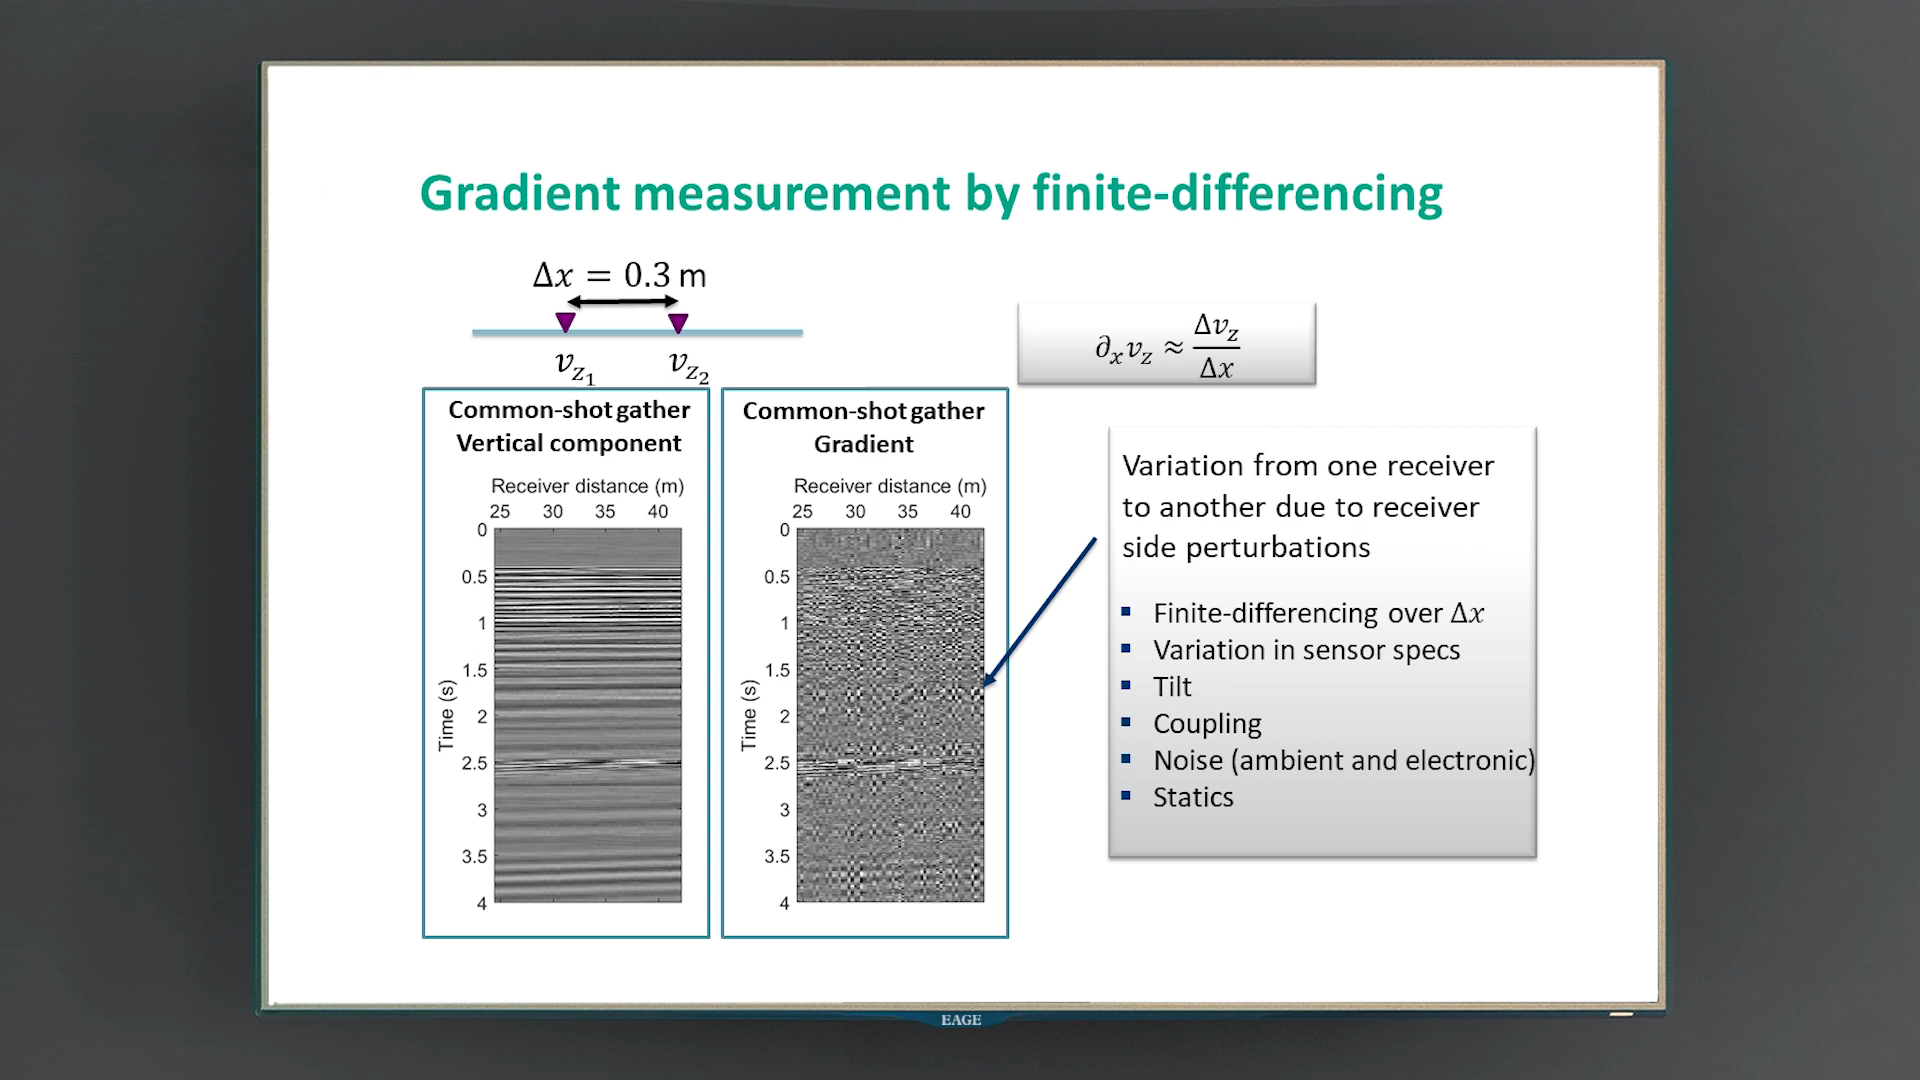 Gradient measurement by finite-differencing
Δx = 0.3 m
v_{z_1} v_{z_2}
∂_x v_z ≈ Δv_z / Δx
Common-shot gather
Vertical component
Receiver distance (m)
25 30 35 40
0
0.5
1
1.5
2
2.5
3
3.5
4
Time (s)
Common-shot gather
Gradient
Receiver distance (m)
25 30 35 40
0
0.5
1
1.5
2
2.5
3
3.5
4
Time (s)
Variation from one receiver
to another due to receiver
side perturbations
▪ Finite-differencing over Δx
▪ Variation in sensor specs
▪ Tilt
▪ Coupling
▪ Noise (ambient and electronic)
▪ Statics
EAGE